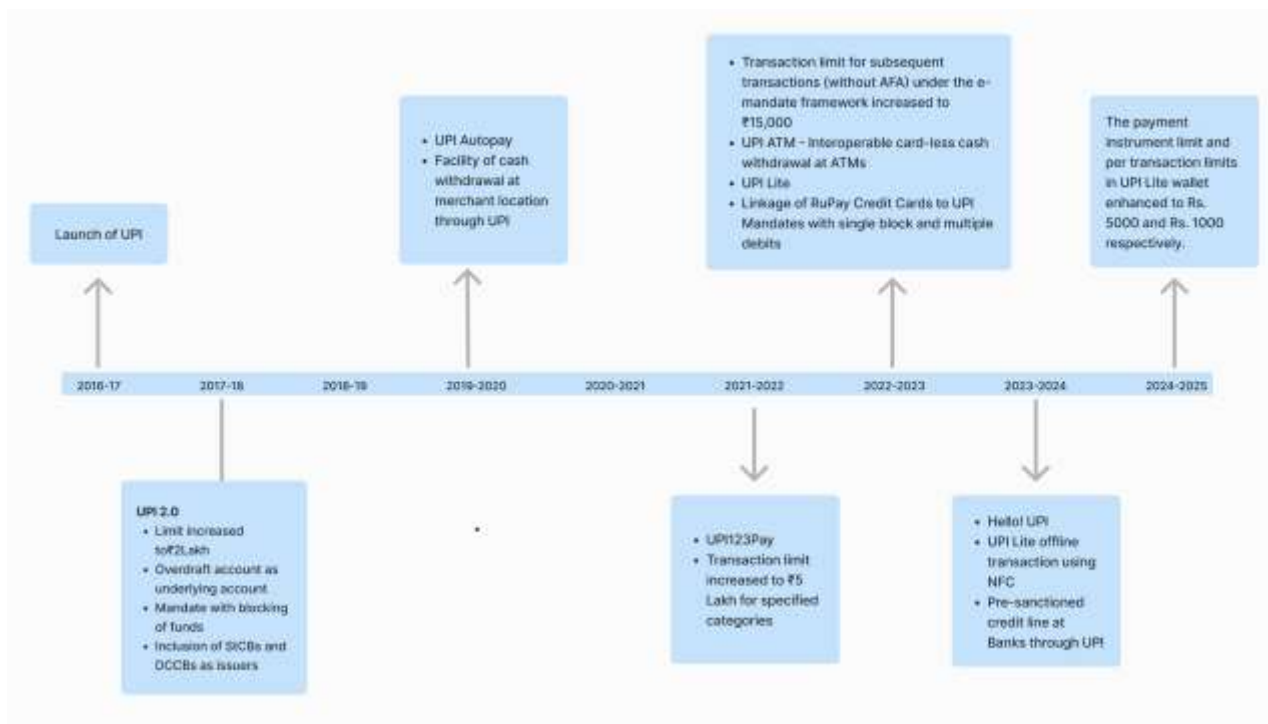 Launch of UPI
• UPI Autopay
• Facility of cash
withdrawal at
merchant location
through UPI
• Transaction limit for subsequent
transactions (without AFA) under the e-
mandate framework increased to
₹15,000
• UPI ATM - Interoperable card-less cash
withdrawal at ATMs
• UPI Lite
• Linkage of RuPay Credit Cards to UPI
Mandates with single block and multiple
debits
The payment
instrument limit and
per transaction limits
in UPI Lite wallet
enhanced to Rs.
5000 and Rs. 1000
respectively.
2016-17 2017-18 2018-19 2019-2020 2020-2021 2021-2022 2022-2023 2023-2024 2024-2025
UPI 2.0
• Limit increased
to₹2Lakh
• Overdraft account as
underlying account
• Mandate with blocking
of funds
• Inclusion of StCBs and
DCCBs as issuers
• UPI123Pay
• Transaction limit
increased to ₹5
Lakh for specified
categories
• Hello! UPI
• UPI Lite offline
transaction using
NFC
• Pre-sanctioned
credit line at
Banks through UPI